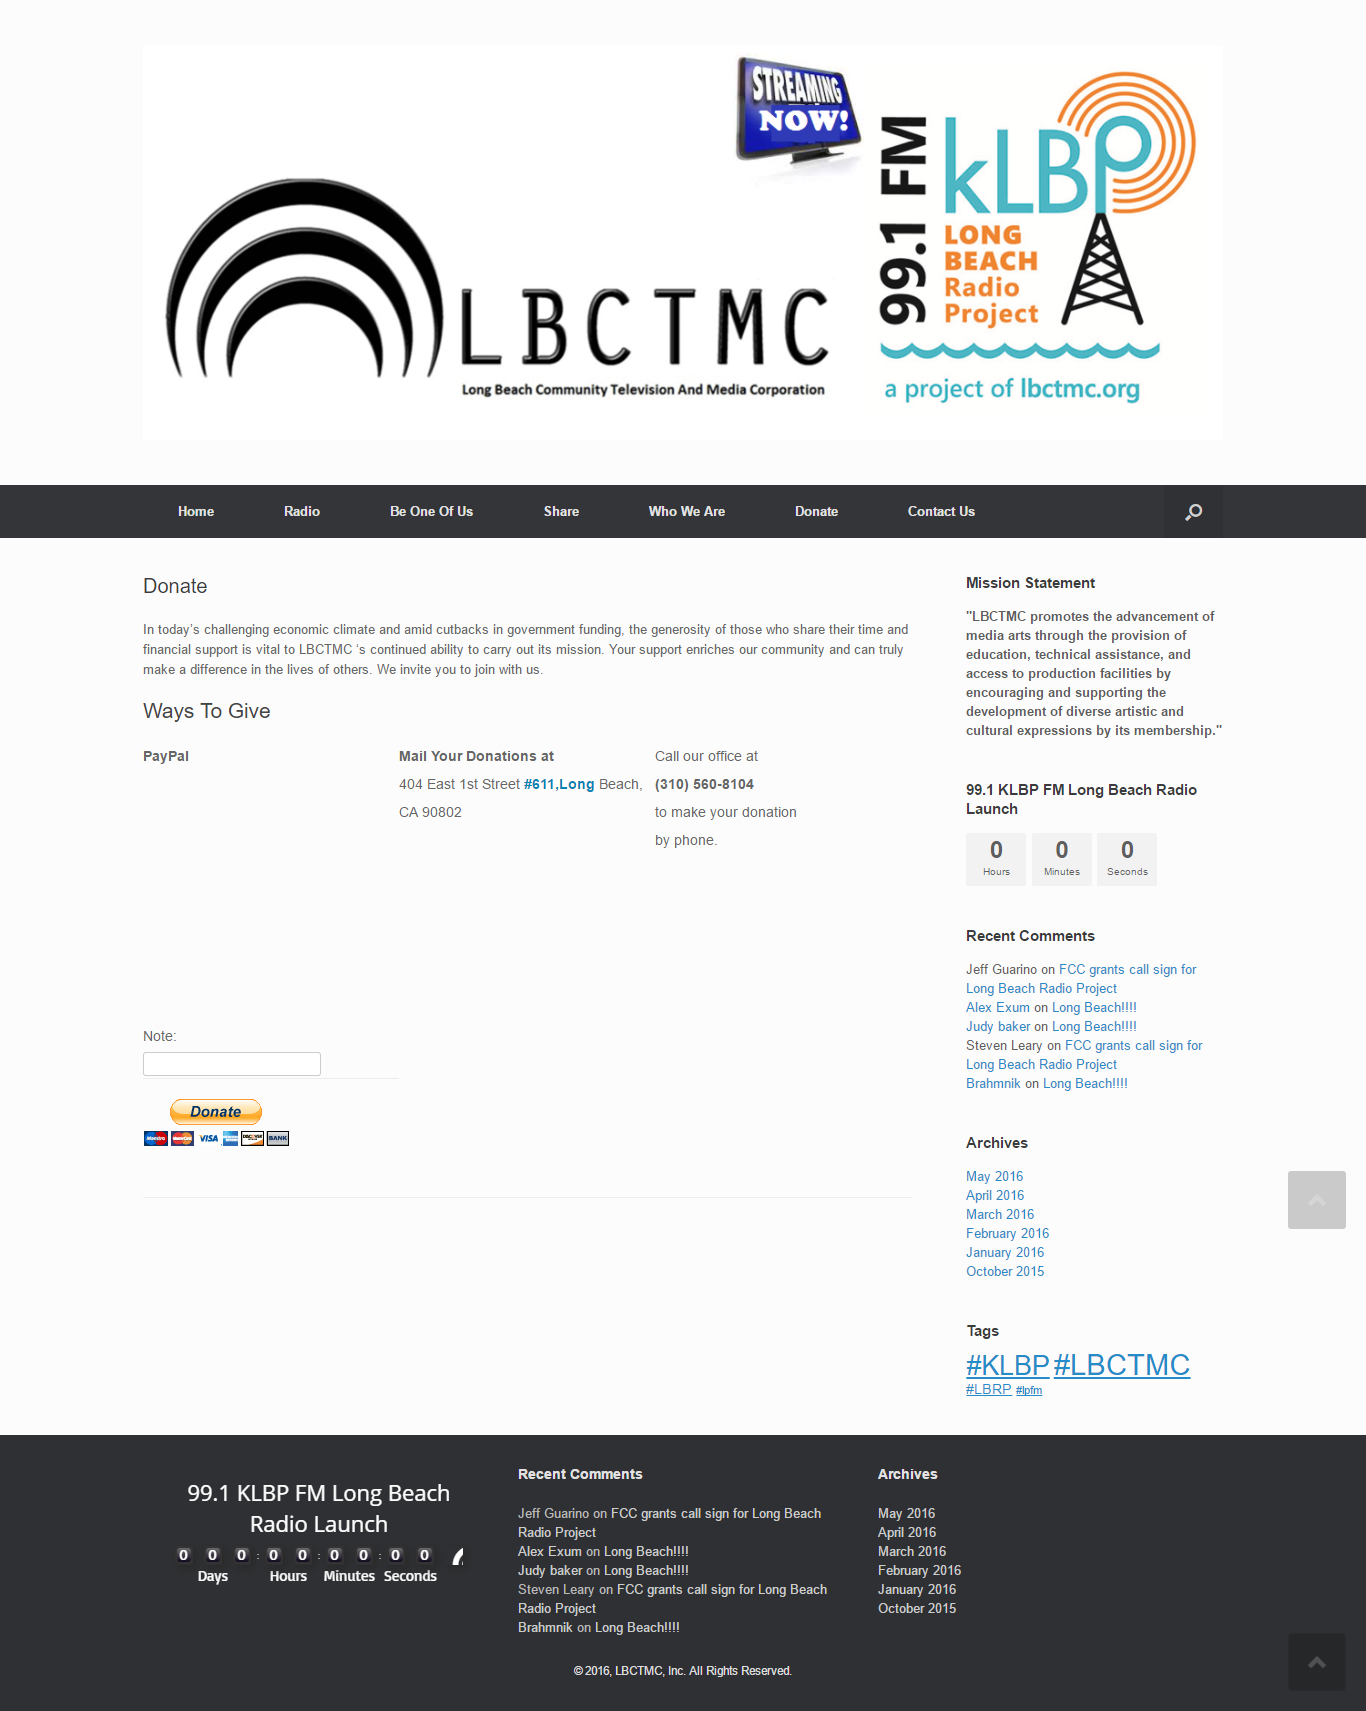 STREAMING
NOW!
99.1 FM
kLBP
LONG
BEACH
Radio
Project
a project of lbctmc.org
LBCTMC
Long Beach Community Television And Media Corporation
Home
Radio
Be One Of Us
Share
Who We Are
Donate
Contact Us
Donate
In today’s challenging economic climate and amid cutbacks in government funding, the generosity of those who share their time and
financial support is vital to LBCTMC ‘s continued ability to carry out its mission. Your support enriches our community and can truly
make a difference in the lives of others. We invite you to join with us.
Ways To Give
PayPal
Mail Your Donations at
404 East 1st Street #611,Long Beach,
CA 90802
Call our office at
(310) 560-8104
to make your donation
by phone.
Note:
Donate
Maestro
MasterCard
VISA
DISCOVER
BANK
Mission Statement
"LBCTMC promotes the advancement of
media arts through the provision of
education, technical assistance, and
access to production facilities by
encouraging and supporting the
development of diverse artistic and
cultural expressions by its membership."
99.1 KLBP FM Long Beach Radio
Launch
0 0 0
Hours Minutes Seconds
Recent Comments
Jeff Guarino on FCC grants call sign for
Long Beach Radio Project
Alex Exum on Long Beach!!!!
Judy baker on Long Beach!!!!
Steven Leary on FCC grants call sign for
Long Beach Radio Project
Brahmnik on Long Beach!!!!
Archives
May 2016
April 2016
March 2016
February 2016
January 2016
October 2015
Tags
#KLBP #LBCTMC
#LBRP #lpfm
99.1 KLBP FM Long Beach
Radio Launch
0 0 0 : 0 0 : 0 0 : 0 0
Days Hours Minutes Seconds
Recent Comments
Jeff Guarino on FCC grants call sign for Long Beach
Radio Project
Alex Exum on Long Beach!!!!
Judy baker on Long Beach!!!!
Steven Leary on FCC grants call sign for Long Beach
Radio Project
Brahmnik on Long Beach!!!!
Archives
May 2016
April 2016
March 2016
February 2016
January 2016
October 2015
© 2016, LBCTMC, Inc. All Rights Reserved.